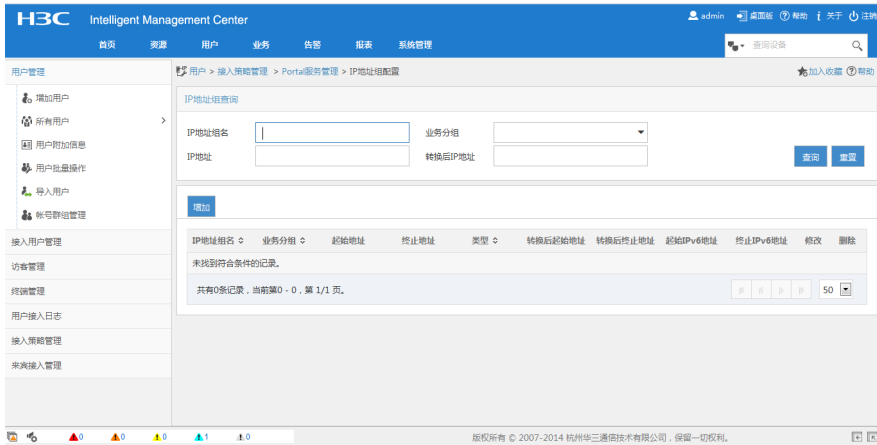 H3C Intelligent Management Center admin 桌面版 帮助 关于 注销
首页 资源 用户 业务 告警 报表 系统管理 查询设备
用户管理 用户 > 接入策略管理 > Portal服务管理 > IP地址组配置 加入收藏 帮助
增加用户
所有用户
用户附加信息
用户批量操作
导入用户
帐号群组管理
接入用户管理
访客管理
终端管理
用户接入日志
接入策略管理
来宾接入管理
IP地址组查询
IP地址组名 业务分组
IP地址 转换后IP地址 查询 重置
增加
IP地址组名 业务分组 起始地址 终止地址 类型 转换后起始地址 转换后终止地址 起始IPv6地址 终止IPv6地址 修改 删除
未找到符合条件的记录。
共有0条记录，当前第0 - 0，第 1/1 页。 50
0 0 0 1 0 版权所有 © 2007-2014 杭州华三通信技术有限公司，保留一切权利。